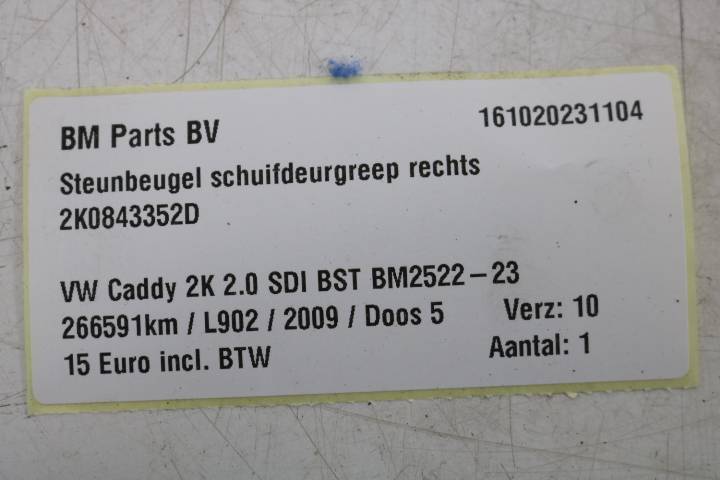 BM Parts BV 161020231104
Steunbeugel schuifdeurgreep rechts
2K0843352D
VW Caddy 2K 2.0 SDI BST BM2522-23
266591km / L902 / 2009 / Doos 5 Verz: 10
15 Euro incl. BTW Aantal: 1